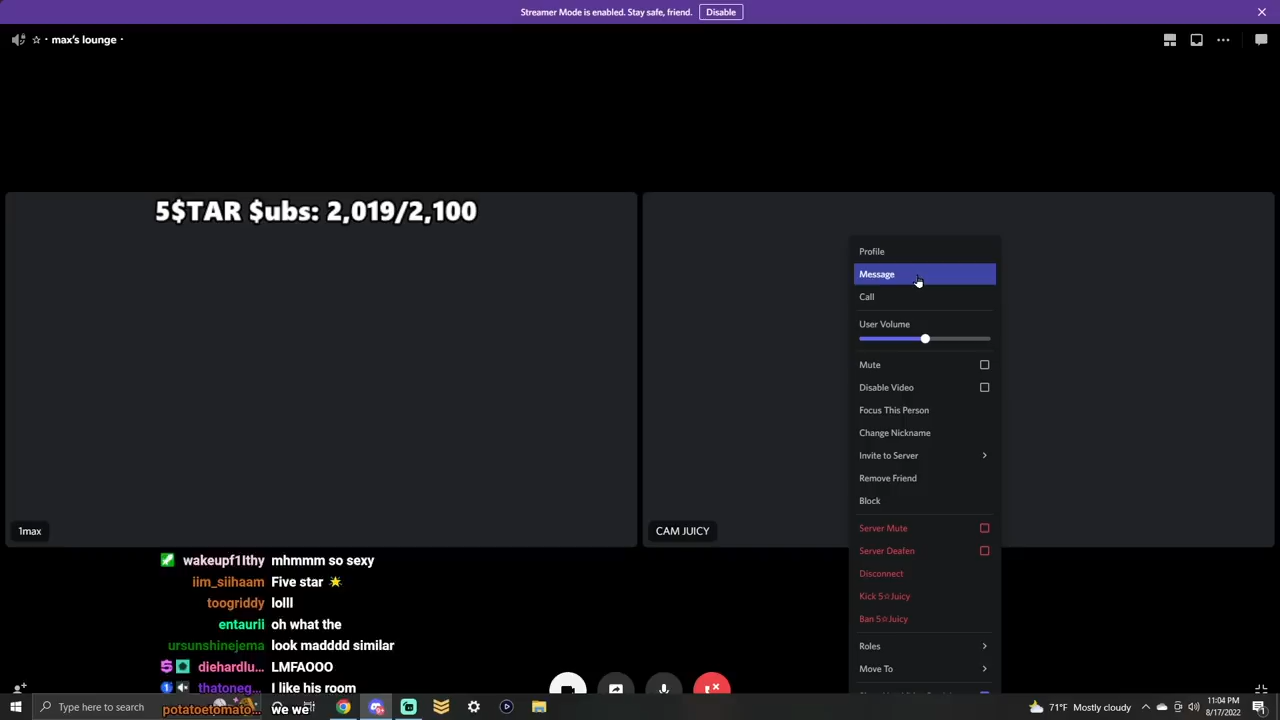 Streamer Mode is enabled. Stay safe, friend. Disable
max's lounge
5$TAR $ubs: 2,019/2,100
Profile
Message
Call
User Volume
Mute
Disable Video
Focus This Person
Change Nickname
Invite to Server
Remove Friend
Block
Server Mute
Server Deafen
Disconnect
Kick 5☆Juicy
Ban 5☆Juicy
Roles
Move To
1max
CAM JUICY
wakeupf1lthy mhmmm so sexy
iim_siihaam Five star 🌟
toogriddy lolll
entaurii oh what the
ursunshinejema look madddd similar
diehardlu... LMFAOOO
thatoneg... I like his room
potatoetomato... We we
Type here to search
71°F Mostly cloudy
11:04 PM
8/17/2022